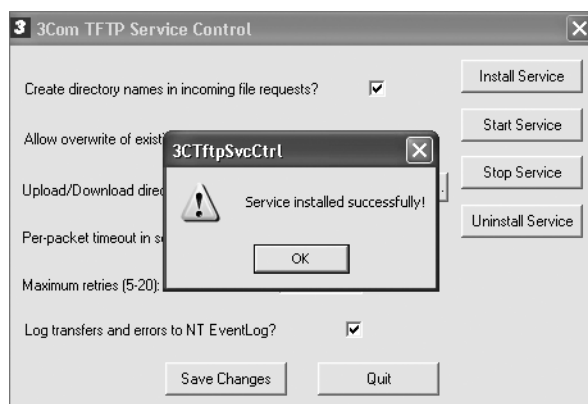 3 3Com TFTP Service Control
Install Service
Create directory names in incoming file requests?
Start Service
Allow overwrite of
3CTftpSvcCtrl
Stop Service
Upload/Download
Service installed successfully!
Uninstall Service
Per-packet timeout in
OK
Maximum retries (5-20):
Log transfers and errors to NT EventLog?
Save Changes
Quit